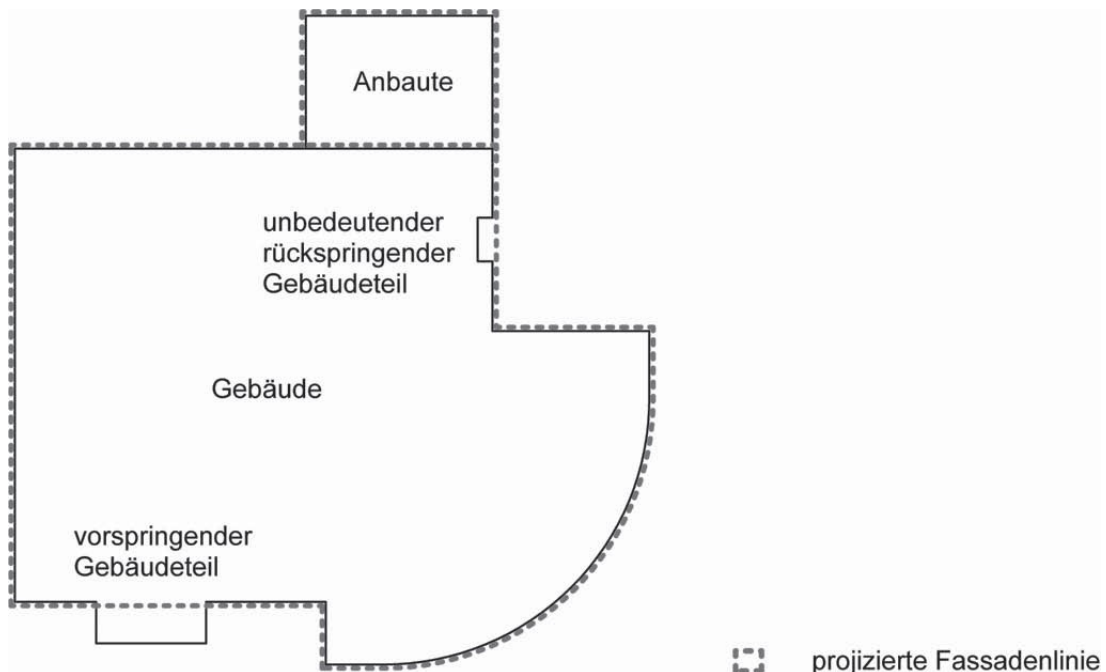 Anbaute
unbedeutender
rückspringender
Gebäudeteil
Gebäude
vorspringender
Gebäudeteil
projizierte Fassadenlinie